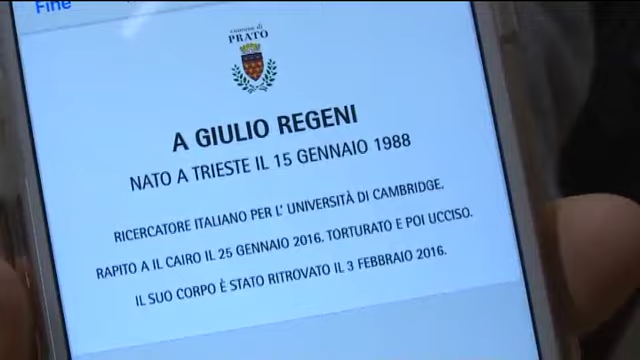 Fine
comune di
PRATO
A GIULIO REGENI
NATO A TRIESTE IL 15 GENNAIO 1988
RICERCATORE ITALIANO PER L' UNIVERSITÀ DI CAMBRIDGE,
RAPITO A IL CAIRO IL 25 GENNAIO 2016, TORTURATO E POI UCCISO.
IL SUO CORPO È STATO RITROVATO IL 3 FEBBRAIO 2016.